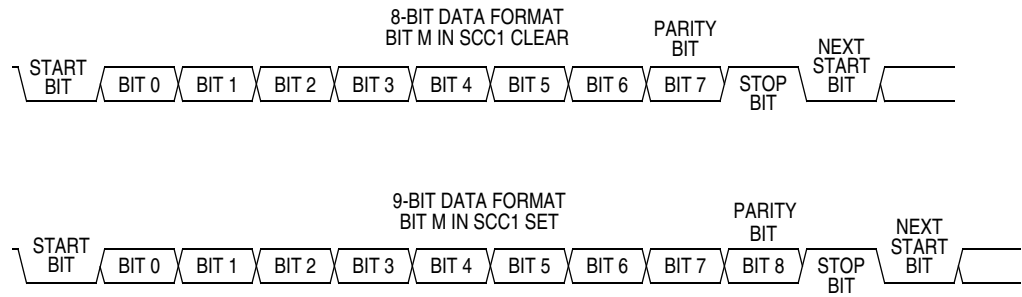 8-BIT DATA FORMAT
BIT M IN SCC1 CLEAR
PARITY
BIT
START
BIT
BIT 0
BIT 1
BIT 2
BIT 3
BIT 4
BIT 5
BIT 6
BIT 7
STOP
BIT
NEXT
START
BIT
9-BIT DATA FORMAT
BIT M IN SCC1 SET
PARITY
BIT
START
BIT
BIT 0
BIT 1
BIT 2
BIT 3
BIT 4
BIT 5
BIT 6
BIT 7
BIT 8
STOP
BIT
NEXT
START
BIT